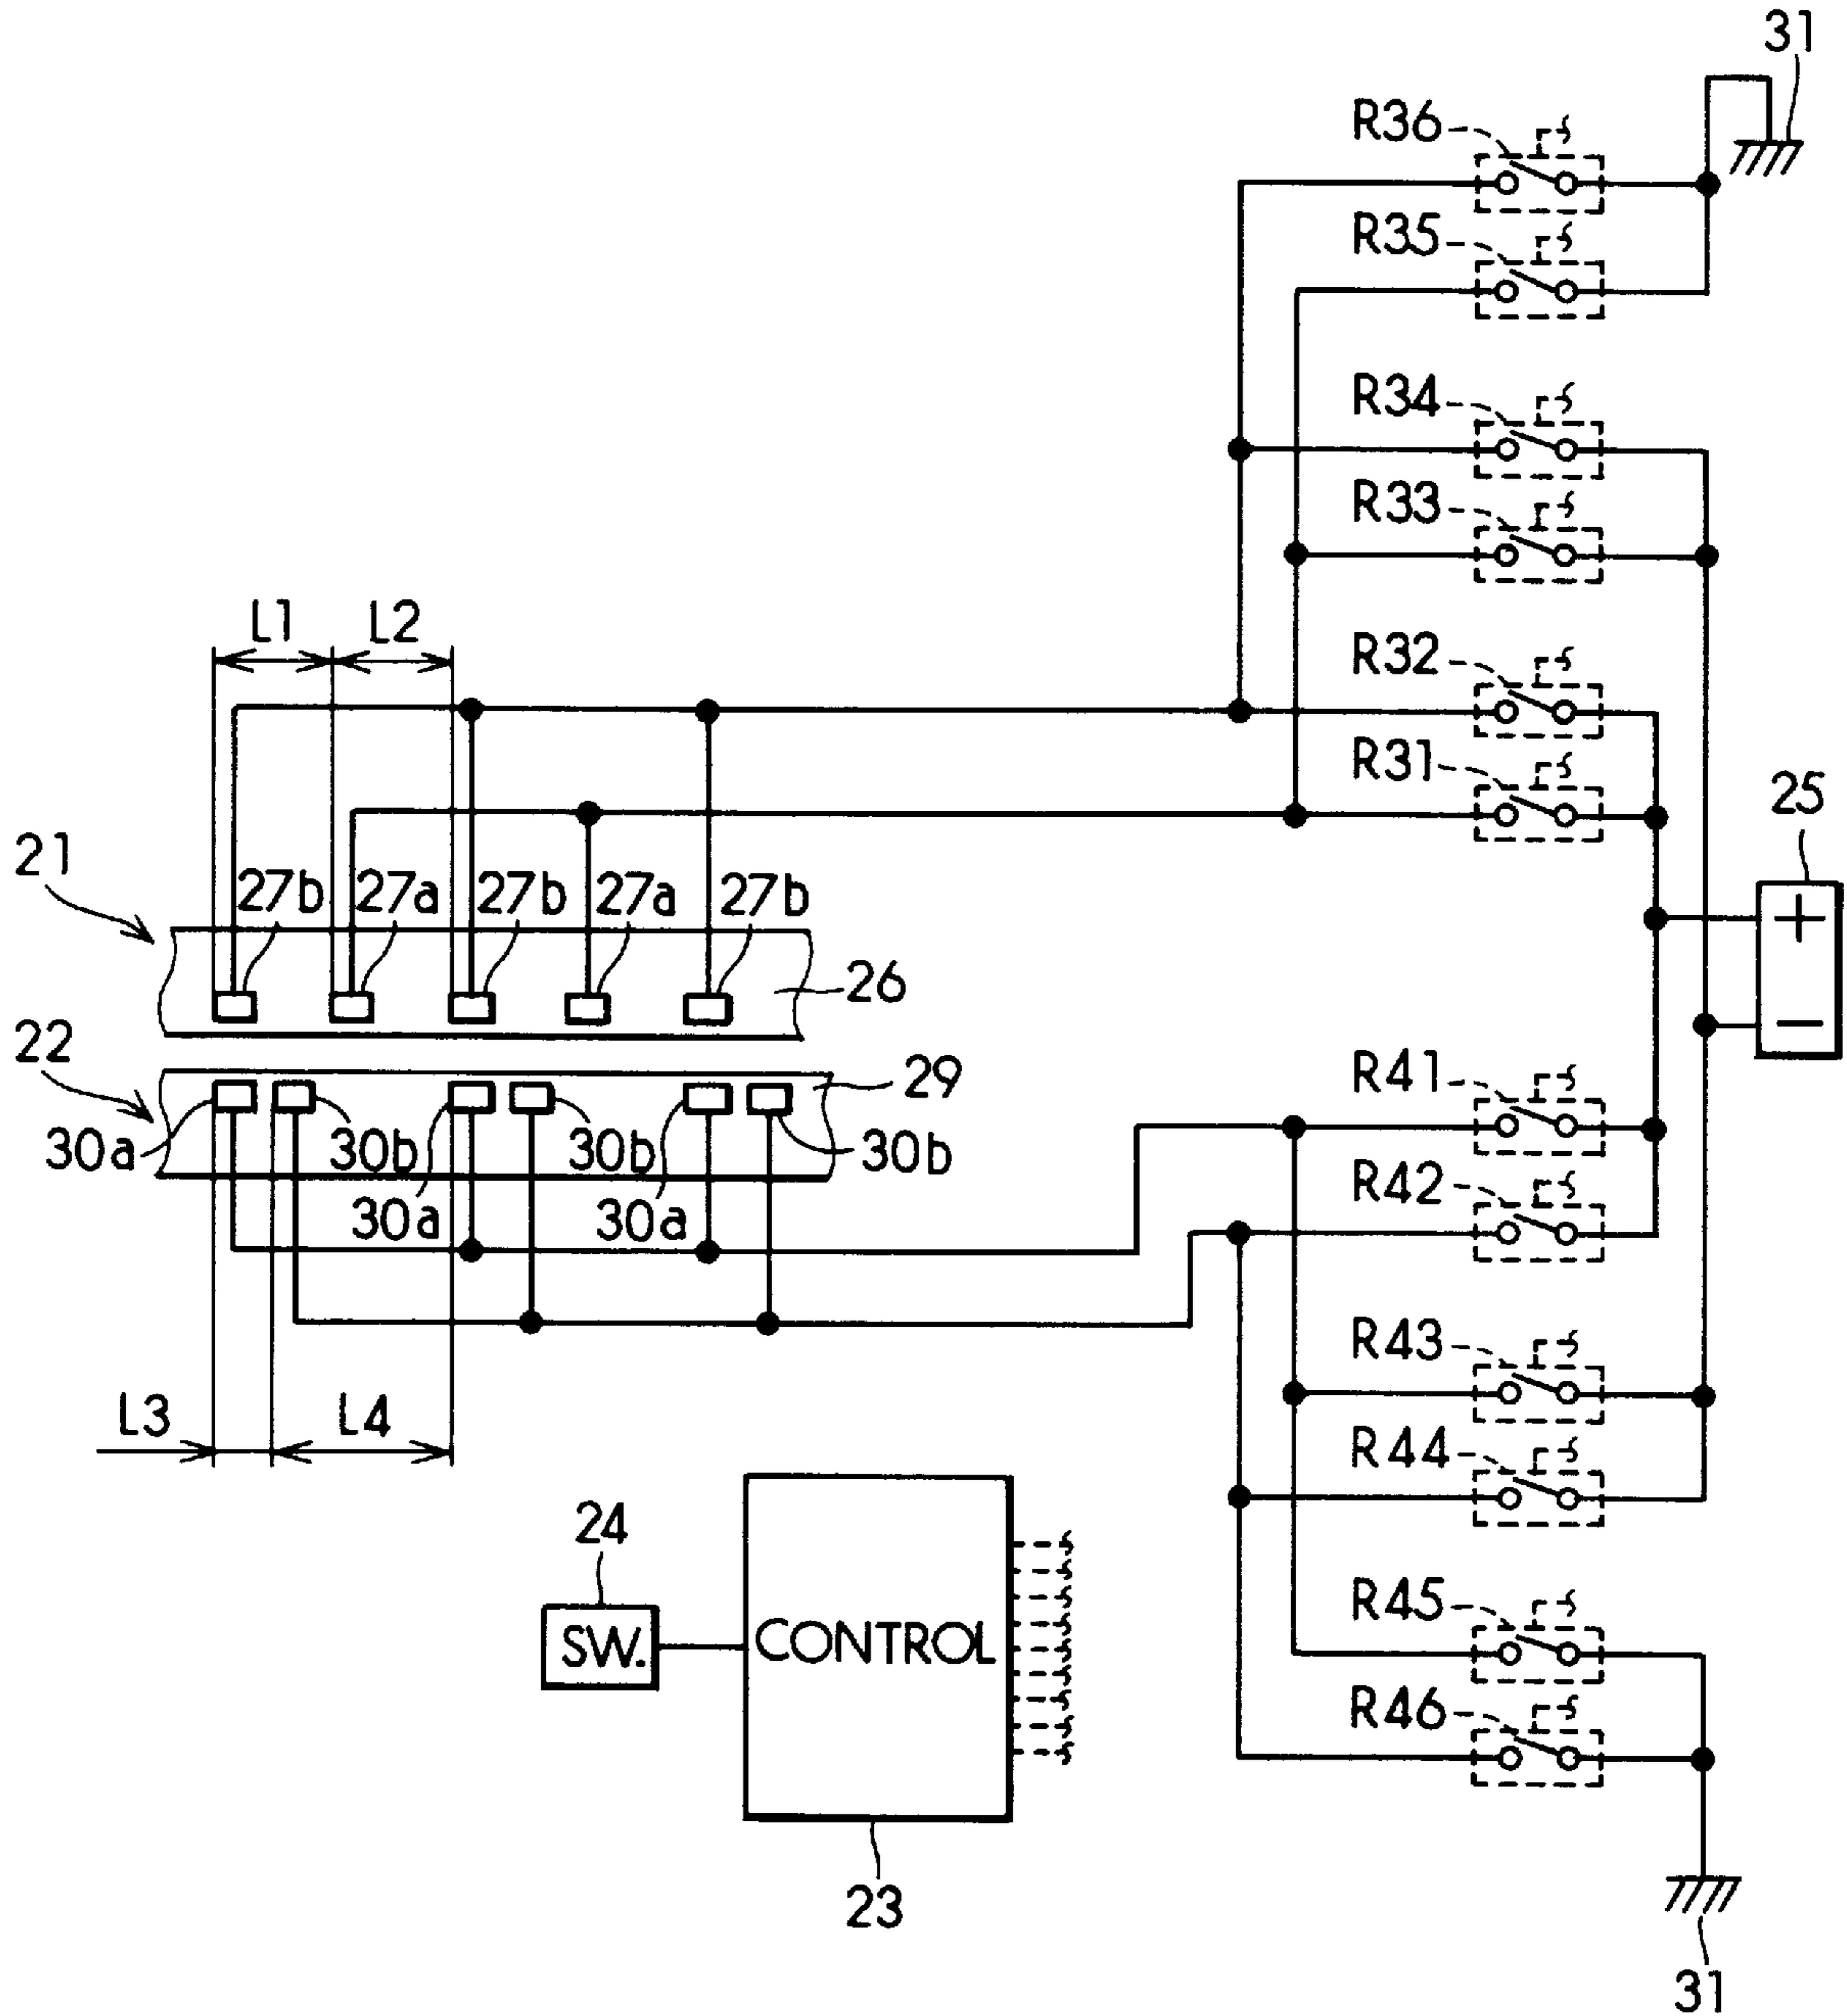 31
R36
R35
R34
R33
L1 L2
R32
R31
25
21
27b 27a 27b 27a 27b
+
26
22
−
29
R41
30a 30b 30b 30b
30a 30a
R42
R43
L3 L4
R44
24
R45
SW. CONTROL
R46
23
31